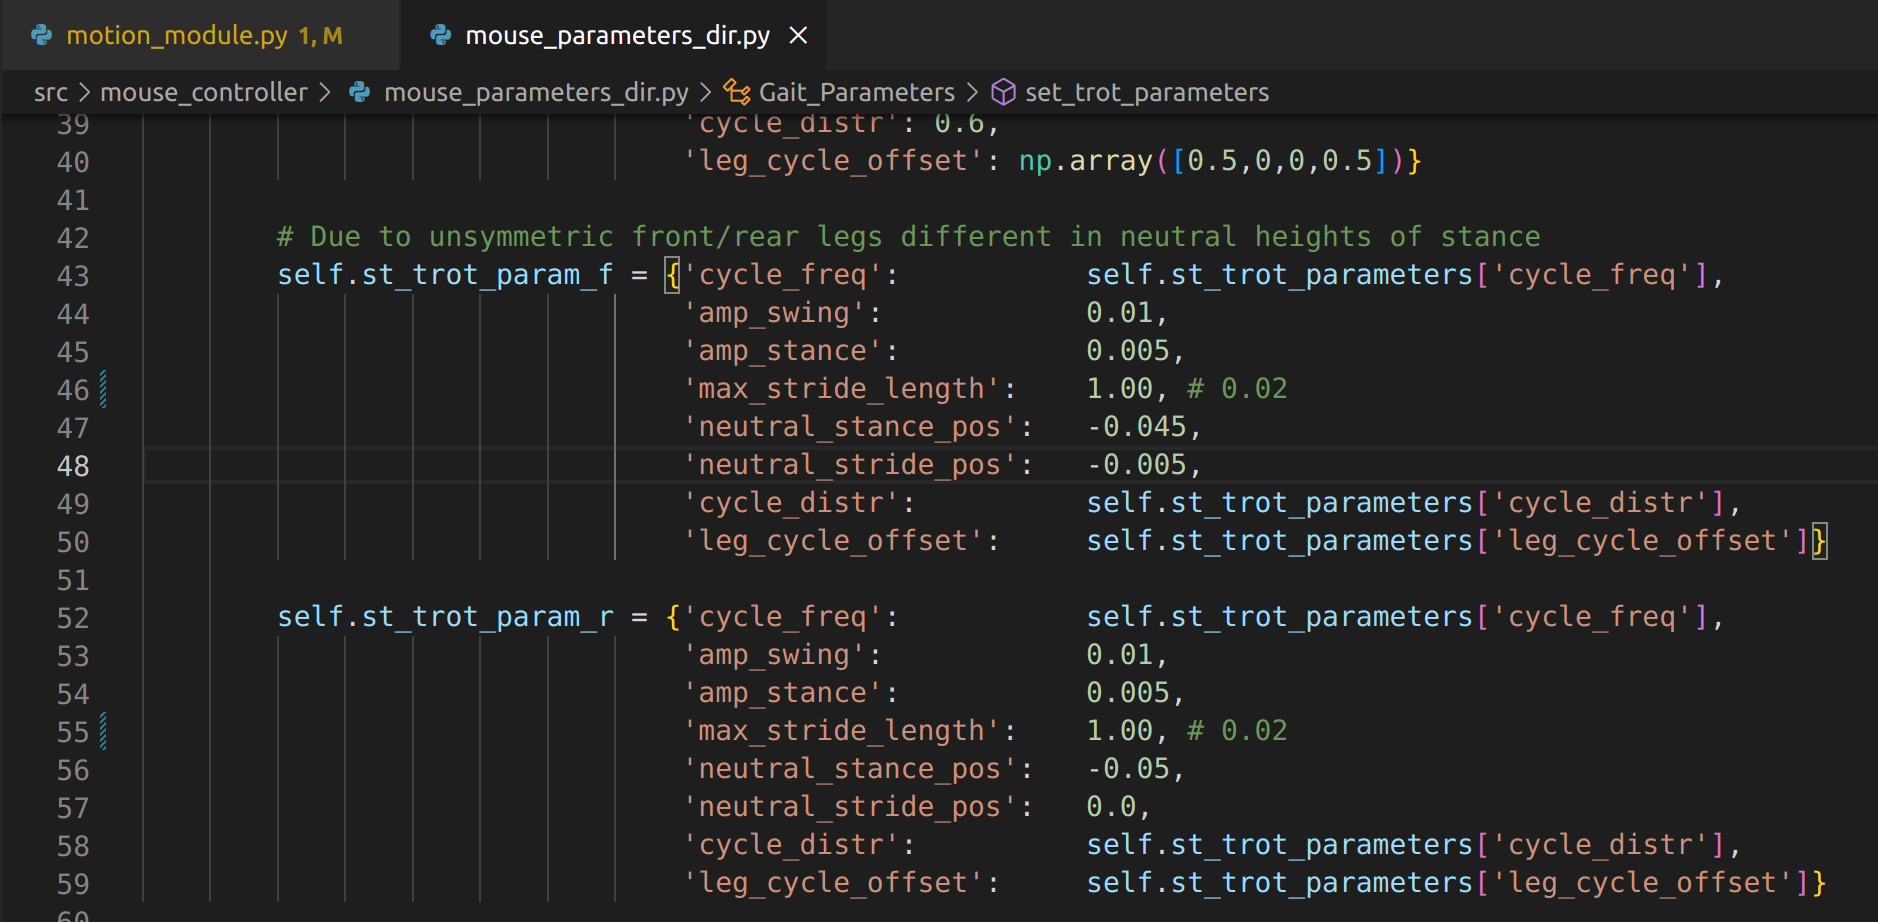 motion_module.py 1, M mouse_parameters_dir.py ×
src > mouse_controller > mouse_parameters_dir.py > Gait_Parameters > set_trot_parameters
39 'cycle_distr': 0.6,
40 'leg_cycle_offset': np.array([0.5,0,0,0.5])}
41
42 # Due to unsymmetric front/rear legs different in neutral heights of stance
43 self.st_trot_param_f = {'cycle_freq': self.st_trot_parameters['cycle_freq'],
44 'amp_swing': 0.01,
45 'amp_stance': 0.005,
46 'max_stride_length': 1.00, # 0.02
47 'neutral_stance_pos': -0.045,
48 'neutral_stride_pos': -0.005,
49 'cycle_distr': self.st_trot_parameters['cycle_distr'],
50 'leg_cycle_offset': self.st_trot_parameters['leg_cycle_offset']}
51
52 self.st_trot_param_r = {'cycle_freq': self.st_trot_parameters['cycle_freq'],
53 'amp_swing': 0.01,
54 'amp_stance': 0.005,
55 'max_stride_length': 1.00, # 0.02
56 'neutral_stance_pos': -0.05,
57 'neutral_stride_pos': 0.0,
58 'cycle_distr': self.st_trot_parameters['cycle_distr'],
59 'leg_cycle_offset': self.st_trot_parameters['leg_cycle_offset']}
60